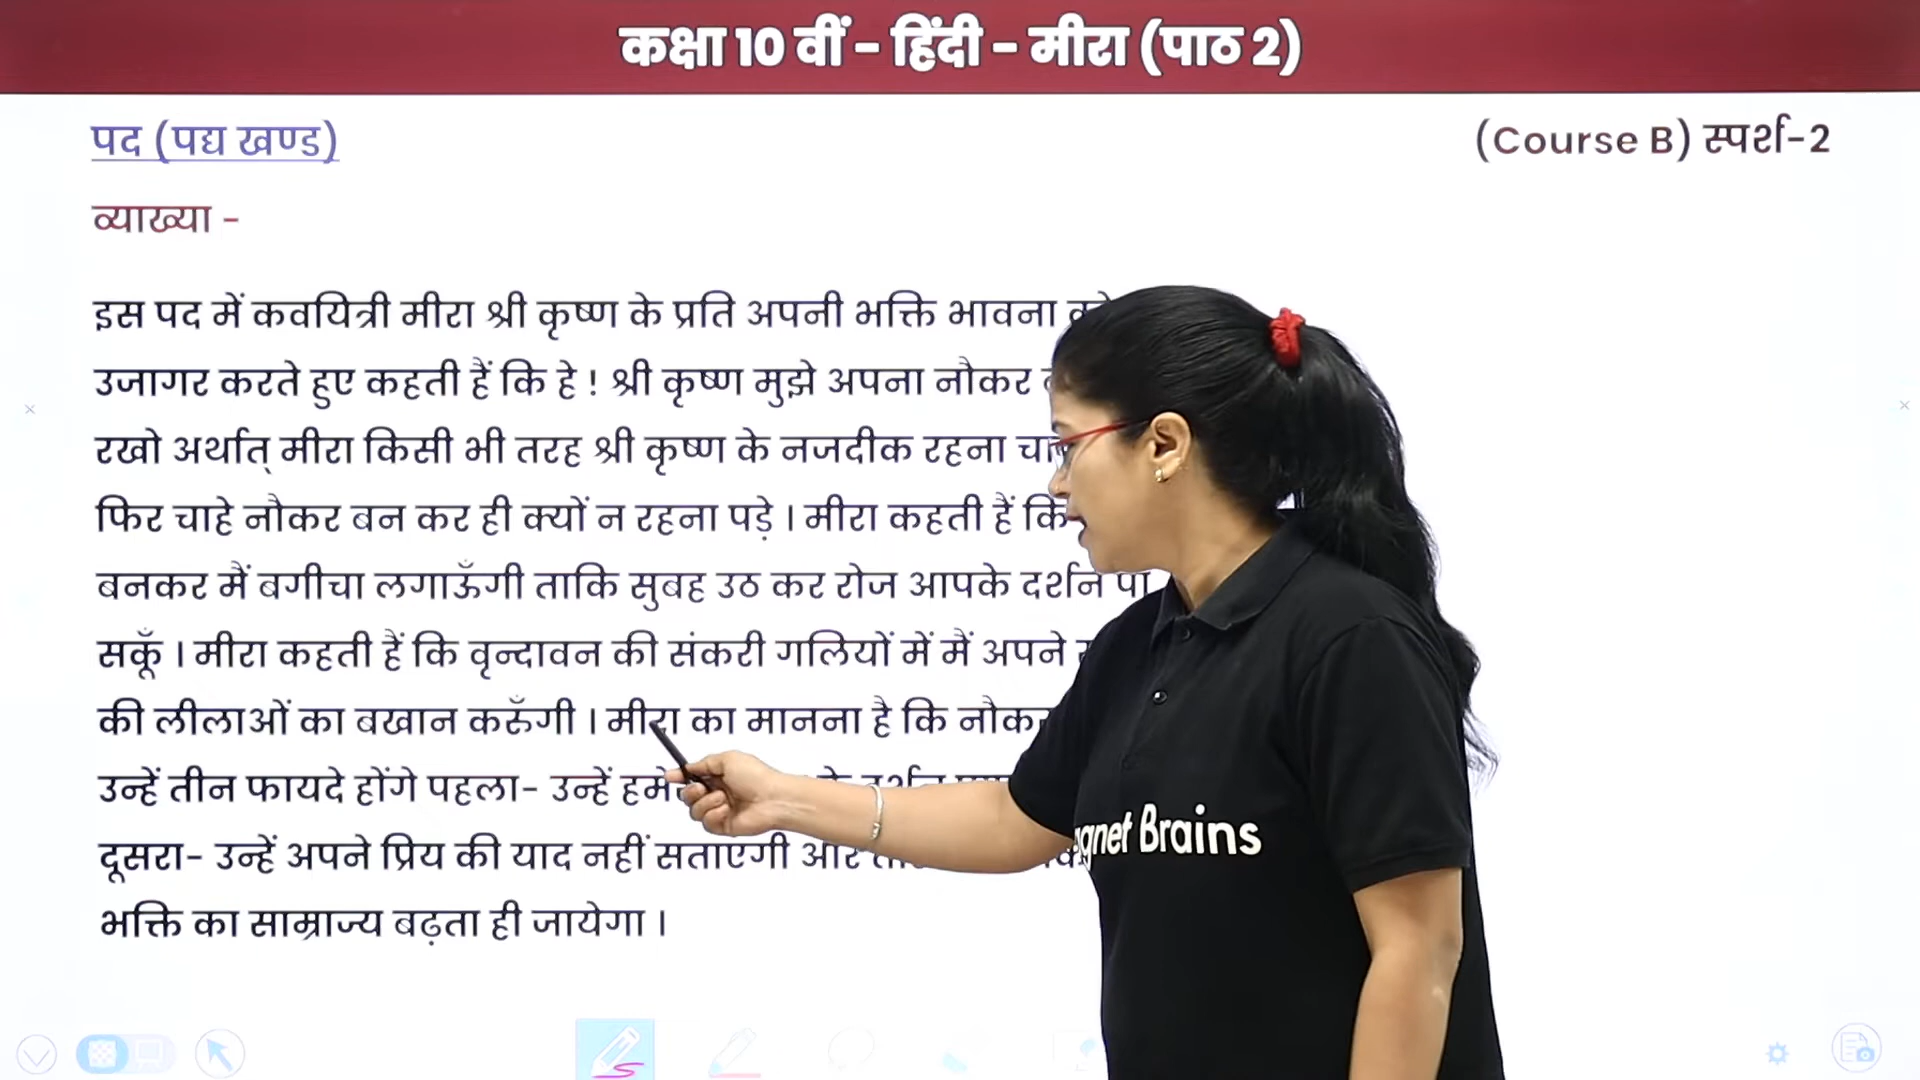 कक्षा 10 वीं - हिंदी - मीरा (पाठ 2)
पद (पद्य खण्ड)
(Course B) स्पर्श-2
व्याख्या -
इस पद में कवयित्री मीरा श्री कृष्ण के प्रति अपनी भक्ति भावना
उजागर करते हुए कहती हैं कि हे ! श्री कृष्ण मुझे अपना नौकर
रखो अर्थात् मीरा किसी भी तरह श्री कृष्ण के नजदीक रहना
फिर चाहे नौकर बन कर ही क्यों न रहना पड़े । मीरा कहती हैं कि
बनकर मैं बगीचा लगाऊँगी ताकि सुबह उठ कर रोज आपके दर्शन पा
सकूँ । मीरा कहती हैं कि वृन्दावन की संकरी गलियों में मैं अपने
की लीलाओं का बखान करुँगी । मीरा का मानना है कि
उन्हें तीन फायदे होंगे पहला- उन्हें
दूसरा- उन्हें अपने प्रिय की याद नहीं सताएगी और
भक्ति का साम्राज्य बढ़ता ही जायेगा ।
Brains